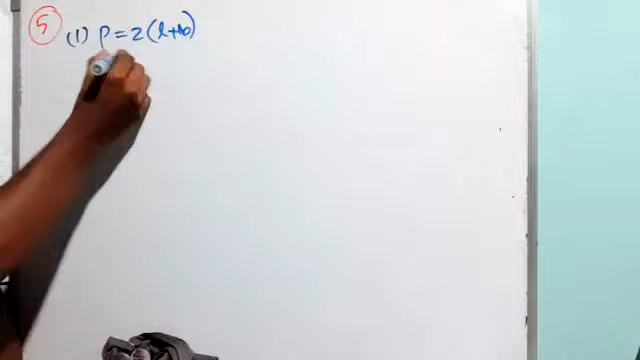 5 (1) P = 2(l+b)